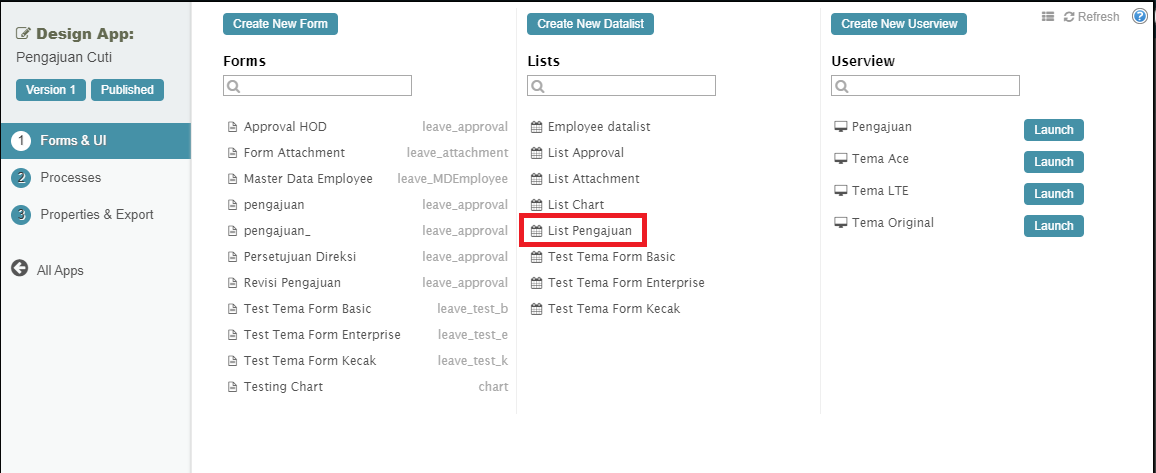 Design App:
Pengajuan Cuti
Version 1 Published
1 Forms & UI
2 Processes
3 Properties & Export
All Apps
Create New Form
Forms
Approval HOD leave_approval
Form Attachment leave_attachment
Master Data Employee leave_MDEmployee
pengajuan leave_approval
pengajuan_ leave_approval
Persetujuan Direksi leave_approval
Revisi Pengajuan leave_approval
Test Tema Form Basic leave_test_b
Test Tema Form Enterprise leave_test_e
Test Tema Form Kecak leave_test_k
Testing Chart chart
Create New Datalist
Lists
Employee datalist
List Approval
List Attachment
List Chart
List Pengajuan
Test Tema Form Basic
Test Tema Form Enterprise
Test Tema Form Kecak
Create New Userview
Refresh ?
Userview
Pengajuan Launch
Tema Ace Launch
Tema LTE Launch
Tema Original Launch